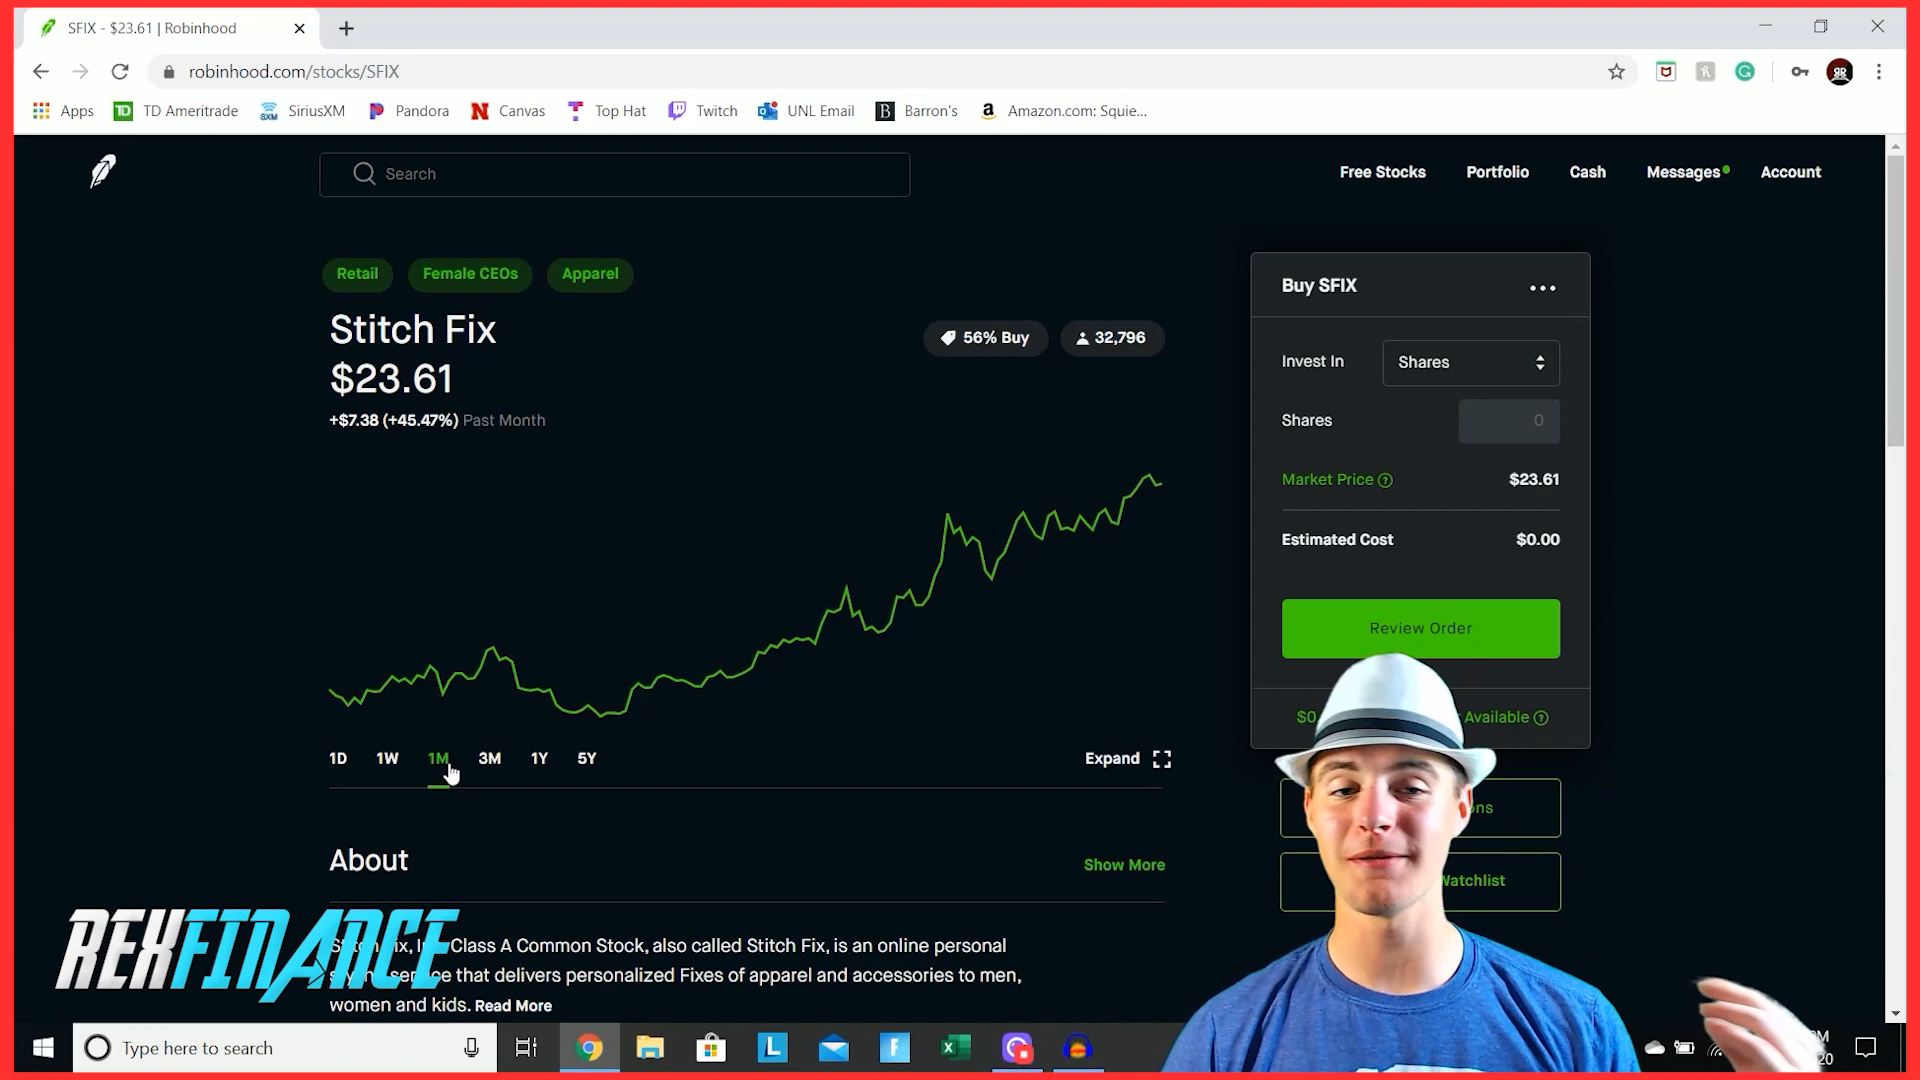 SFIX - $23.61 | Robinhood
robinhood.com/stocks/SFIX
Apps TD Ameritrade SiriusXM Pandora Canvas Top Hat Twitch UNL Email Barron's Amazon.com: Squie...
Search
Free Stocks Portfolio Cash Messages Account
Retail Female CEOs Apparel
Stitch Fix
$23.61
+$7.38 (+45.47%) Past Month
56% Buy 32,796
1D 1W 1M 3M 1Y 5Y
Expand
About
Show More
Class A Common Stock, also called Stitch Fix, is an online personal
that delivers personalized Fixes of apparel and accessories to men,
women and kids. Read More
Buy SFIX
Invest In Shares
Shares 0
Market Price $23.61
Estimated Cost $0.00
Review Order
$0 Available
Watchlist
REXFINANCE
Type here to search